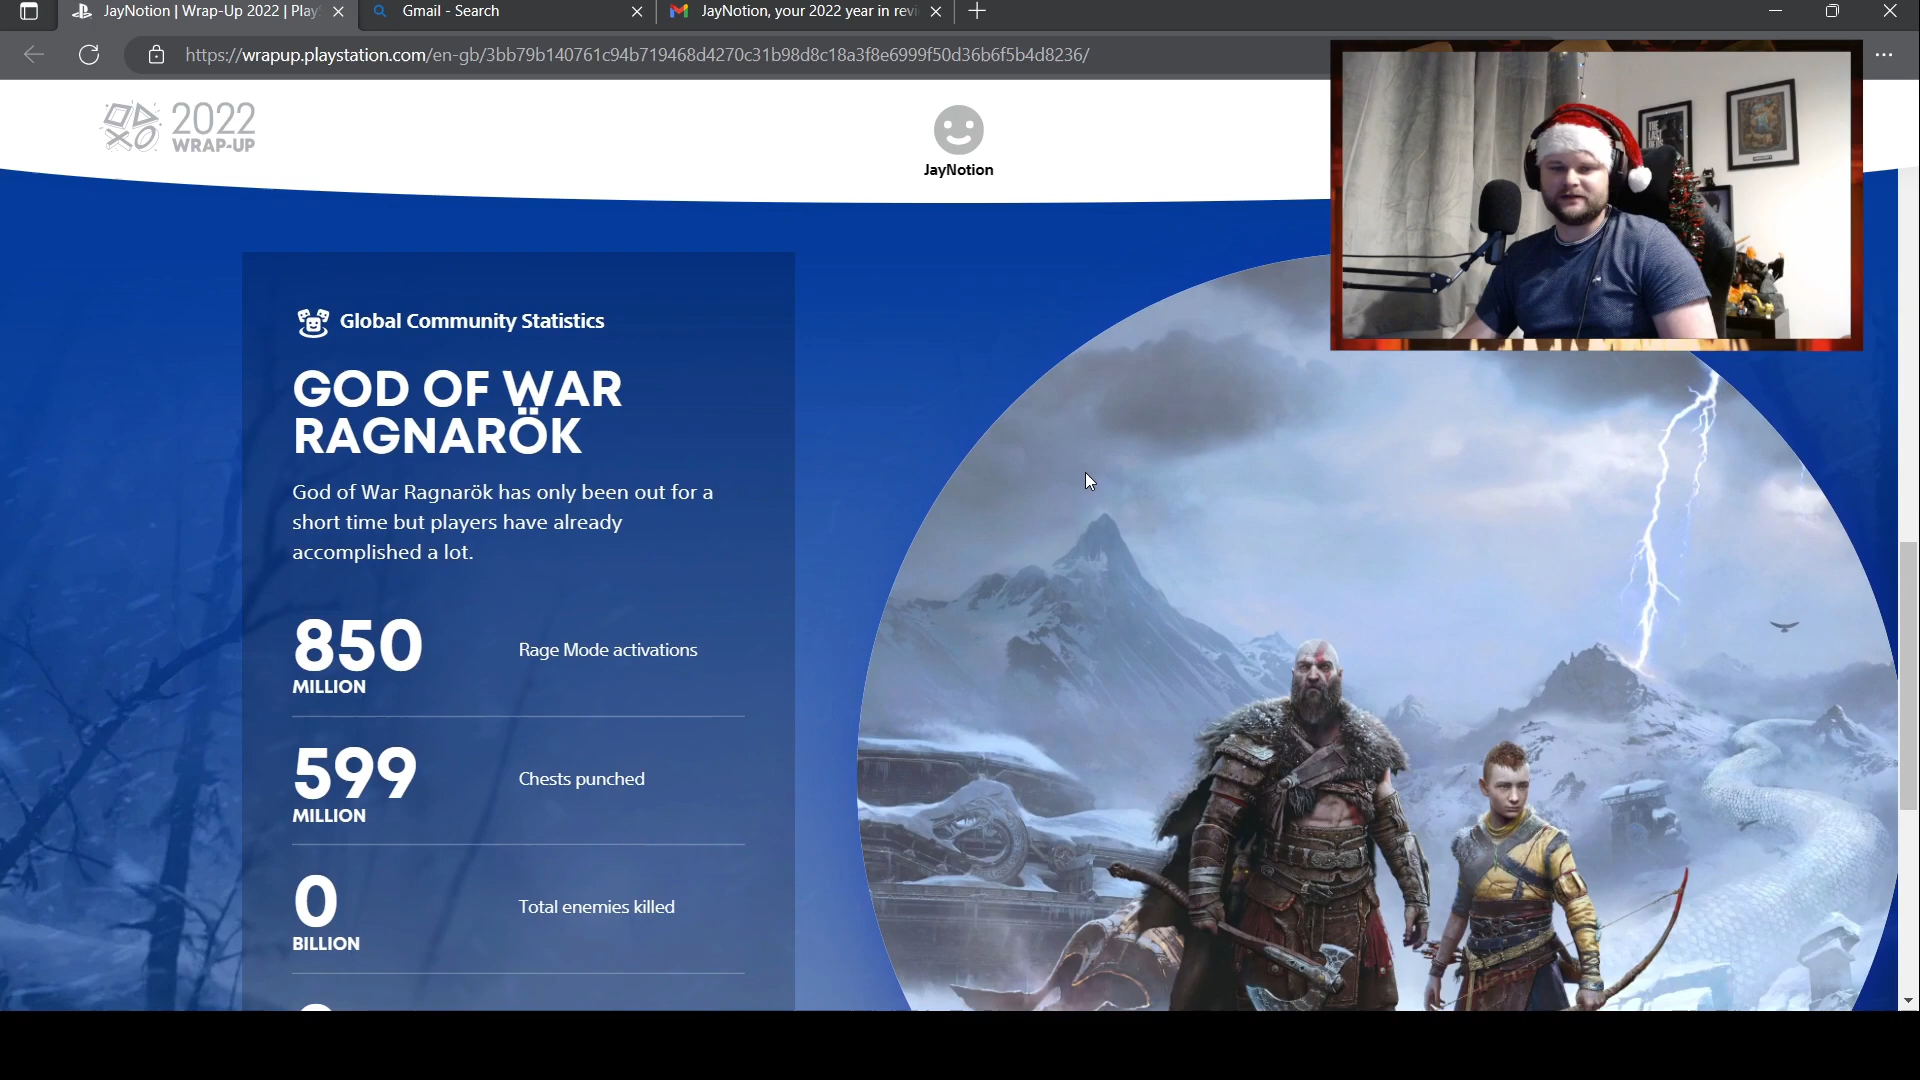 JayNotion | Wrap-Up 2022 | Play
Gmail - Search
JayNotion, your 2022 year in revi
https://wrapup.playstation.com/en-gb/3bb79b140761c94b719468d4270c31b98d8c18a3f8e6999f50d36b6f5b4d8236/
2022
WRAP-UP
JayNotion
THE
LAST
Global Community Statistics
GOD OF WAR
RAGNARÖK
God of War Ragnarök has only been out for a
short time but players have already
accomplished a lot.
850
MILLION
Rage Mode activations
599
MILLION
Chests punched
0
BILLION
Total enemies killed